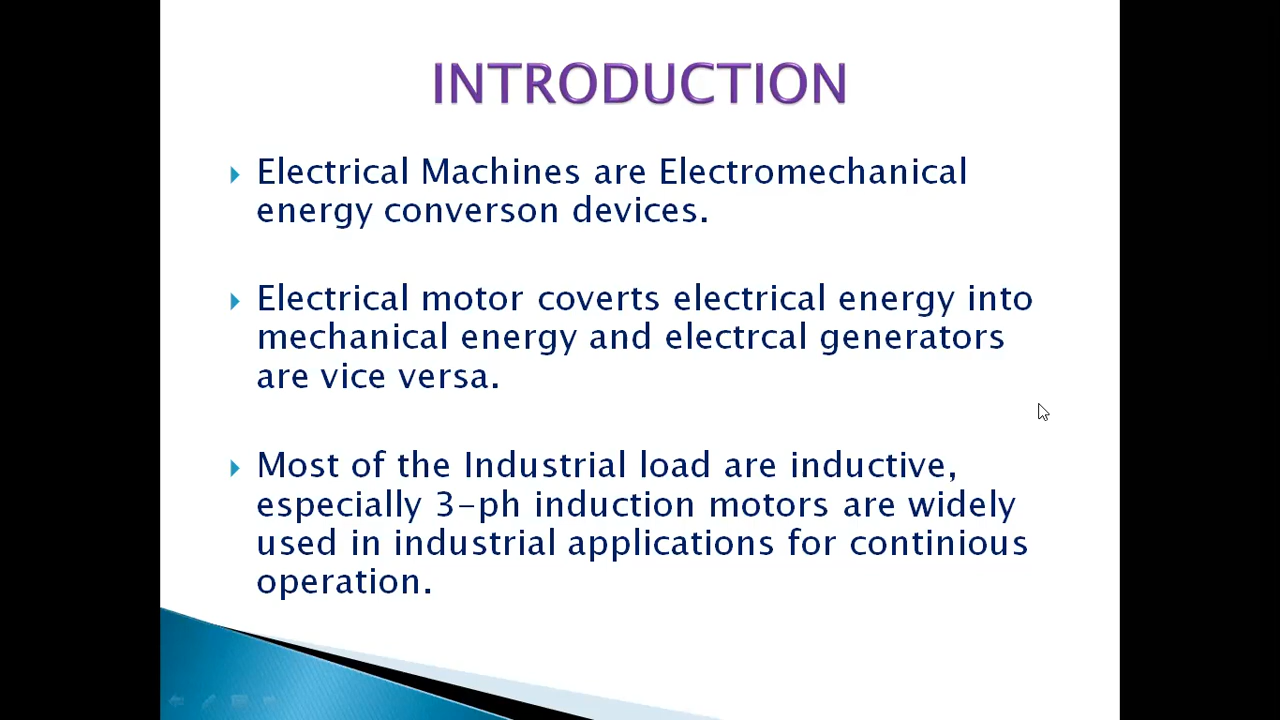 INTRODUCTION
Electrical Machines are Electromechanical
energy converson devices.
Electrical motor coverts electrical energy into
mechanical energy and electrcal generators
are vice versa.
Most of the Industrial load are inductive,
especially 3-ph induction motors are widely
used in industrial applications for continious
operation.